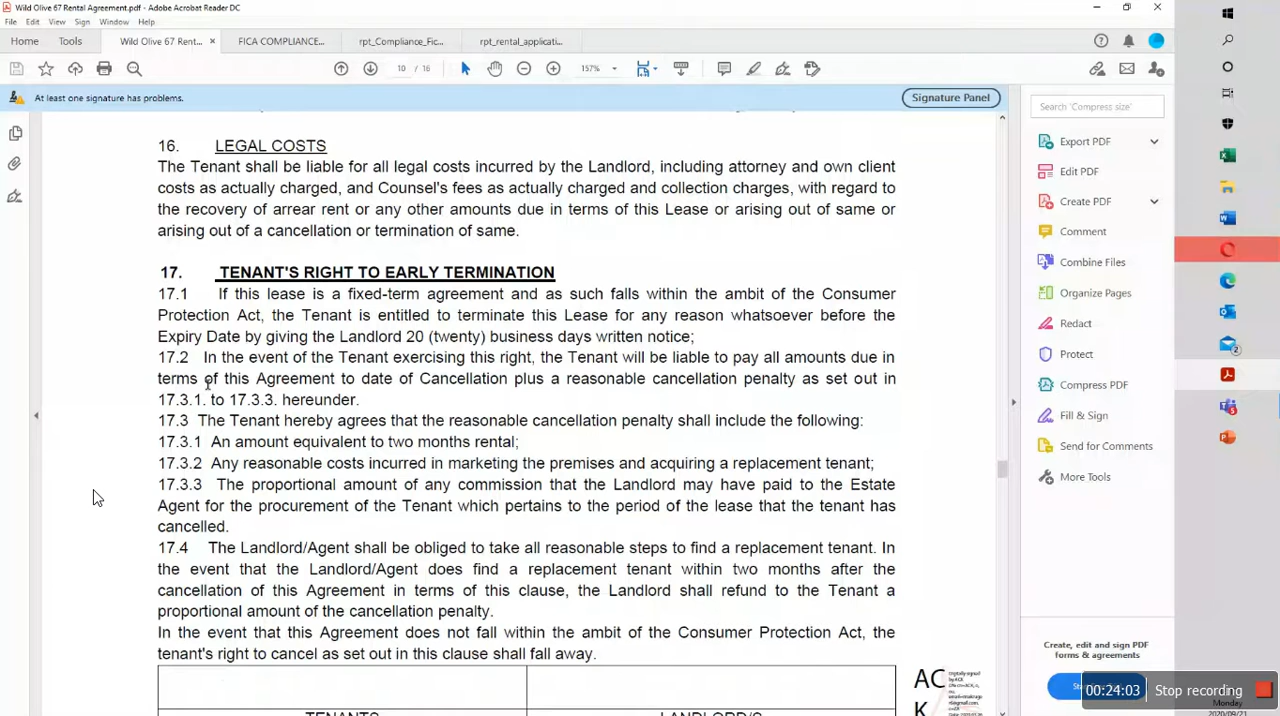 Wild Olive 67 Rental Agreement.pdf - Adobe Acrobat Reader DC
File Edit View Sign Window Help
Home Tools Wild Olive 67 Rent... × FICA COMPLIANCE... rpt_Compliance_Fic... rpt_rental_applicati...
10 / 16 157%
At least one signature has problems.
Signature Panel
16. LEGAL COSTS
The Tenant shall be liable for all legal costs incurred by the Landlord, including attorney and own client
costs as actually charged, and Counsel's fees as actually charged and collection charges, with regard to
the recovery of arrear rent or any other amounts due in terms of this Lease or arising out of same or
arising out of a cancellation or termination of same.
17. TENANT'S RIGHT TO EARLY TERMINATION
17.1 If this lease is a fixed-term agreement and as such falls within the ambit of the Consumer
Protection Act, the Tenant is entitled to terminate this Lease for any reason whatsoever before the
Expiry Date by giving the Landlord 20 (twenty) business days written notice;
17.2 In the event of the Tenant exercising this right, the Tenant will be liable to pay all amounts due in
terms of this Agreement to date of Cancellation plus a reasonable cancellation penalty as set out in
17.3.1. to 17.3.3. hereunder.
17.3 The Tenant hereby agrees that the reasonable cancellation penalty shall include the following:
17.3.1 An amount equivalent to two months rental;
17.3.2 Any reasonable costs incurred in marketing the premises and acquiring a replacement tenant;
17.3.3 The proportional amount of any commission that the Landlord may have paid to the Estate
Agent for the procurement of the Tenant which pertains to the period of the lease that the tenant has
cancelled.
17.4 The Landlord/Agent shall be obliged to take all reasonable steps to find a replacement tenant. In
the event that the Landlord/Agent does find a replacement tenant within two months after the
cancellation of this Agreement in terms of this clause, the Landlord shall refund to the Tenant a
proportional amount of the cancellation penalty.
In the event that this Agreement does not fall within the ambit of the Consumer Protection Act, the
tenant's right to cancel as set out in this clause shall fall away.
TENANTS LANDLORD/S
AC
K
Digitally signed
by ACK
Search 'Compress size'
Export PDF
Edit PDF
Create PDF
Comment
Combine Files
Organize Pages
Redact
Protect
Compress PDF
Fill & Sign
Send for Comments
More Tools
Create, edit and sign PDF
forms & agreements
00:24:03 Stop recording
Monday
2020/09/21